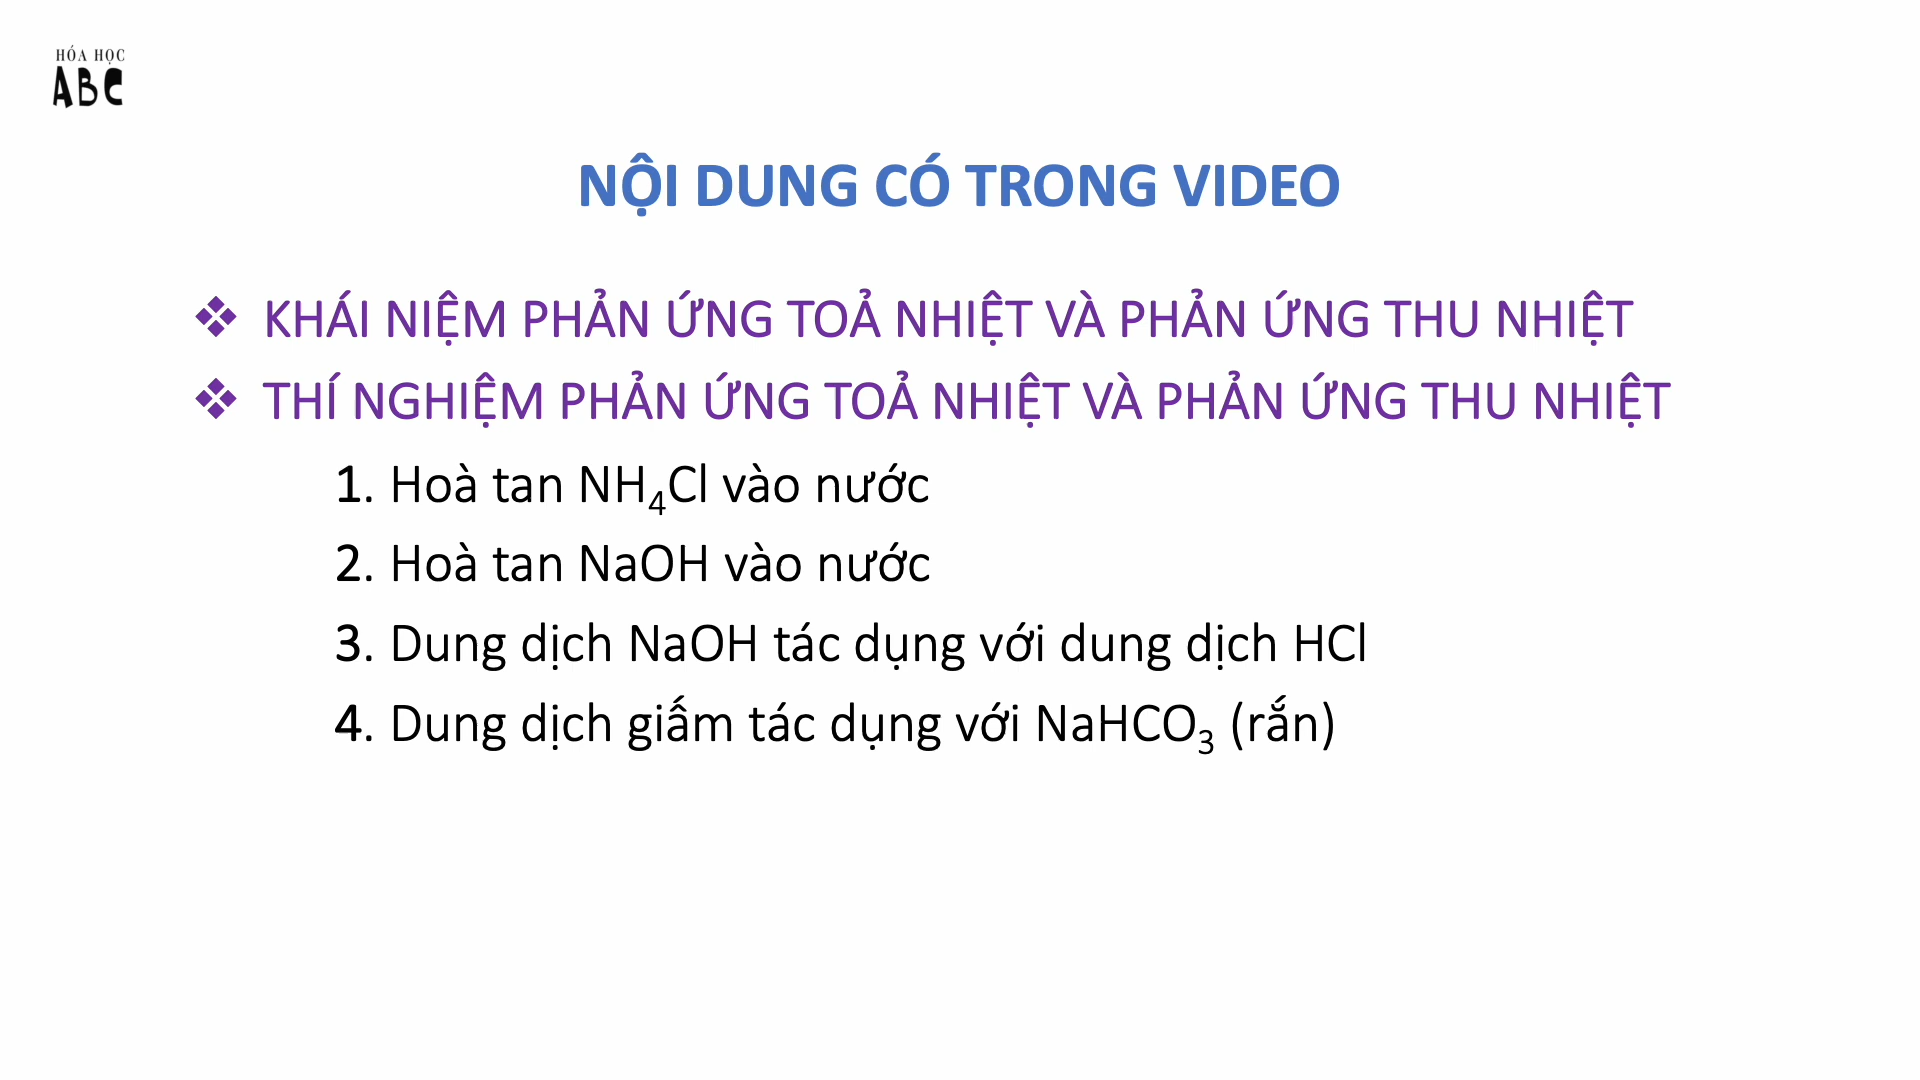 HÓA HỌC
ABC
NỘI DUNG CÓ TRONG VIDEO
❖ KHÁI NIỆM PHẢN ỨNG TOẢ NHIỆT VÀ PHẢN ỨNG THU NHIỆT
❖ THÍ NGHIỆM PHẢN ỨNG TOẢ NHIỆT VÀ PHẢN ỨNG THU NHIỆT
1. Hoà tan NH₄Cl vào nước
2. Hoà tan NaOH vào nước
3. Dung dịch NaOH tác dụng với dung dịch HCl
4. Dung dịch giấm tác dụng với NaHCO₃ (rắn)